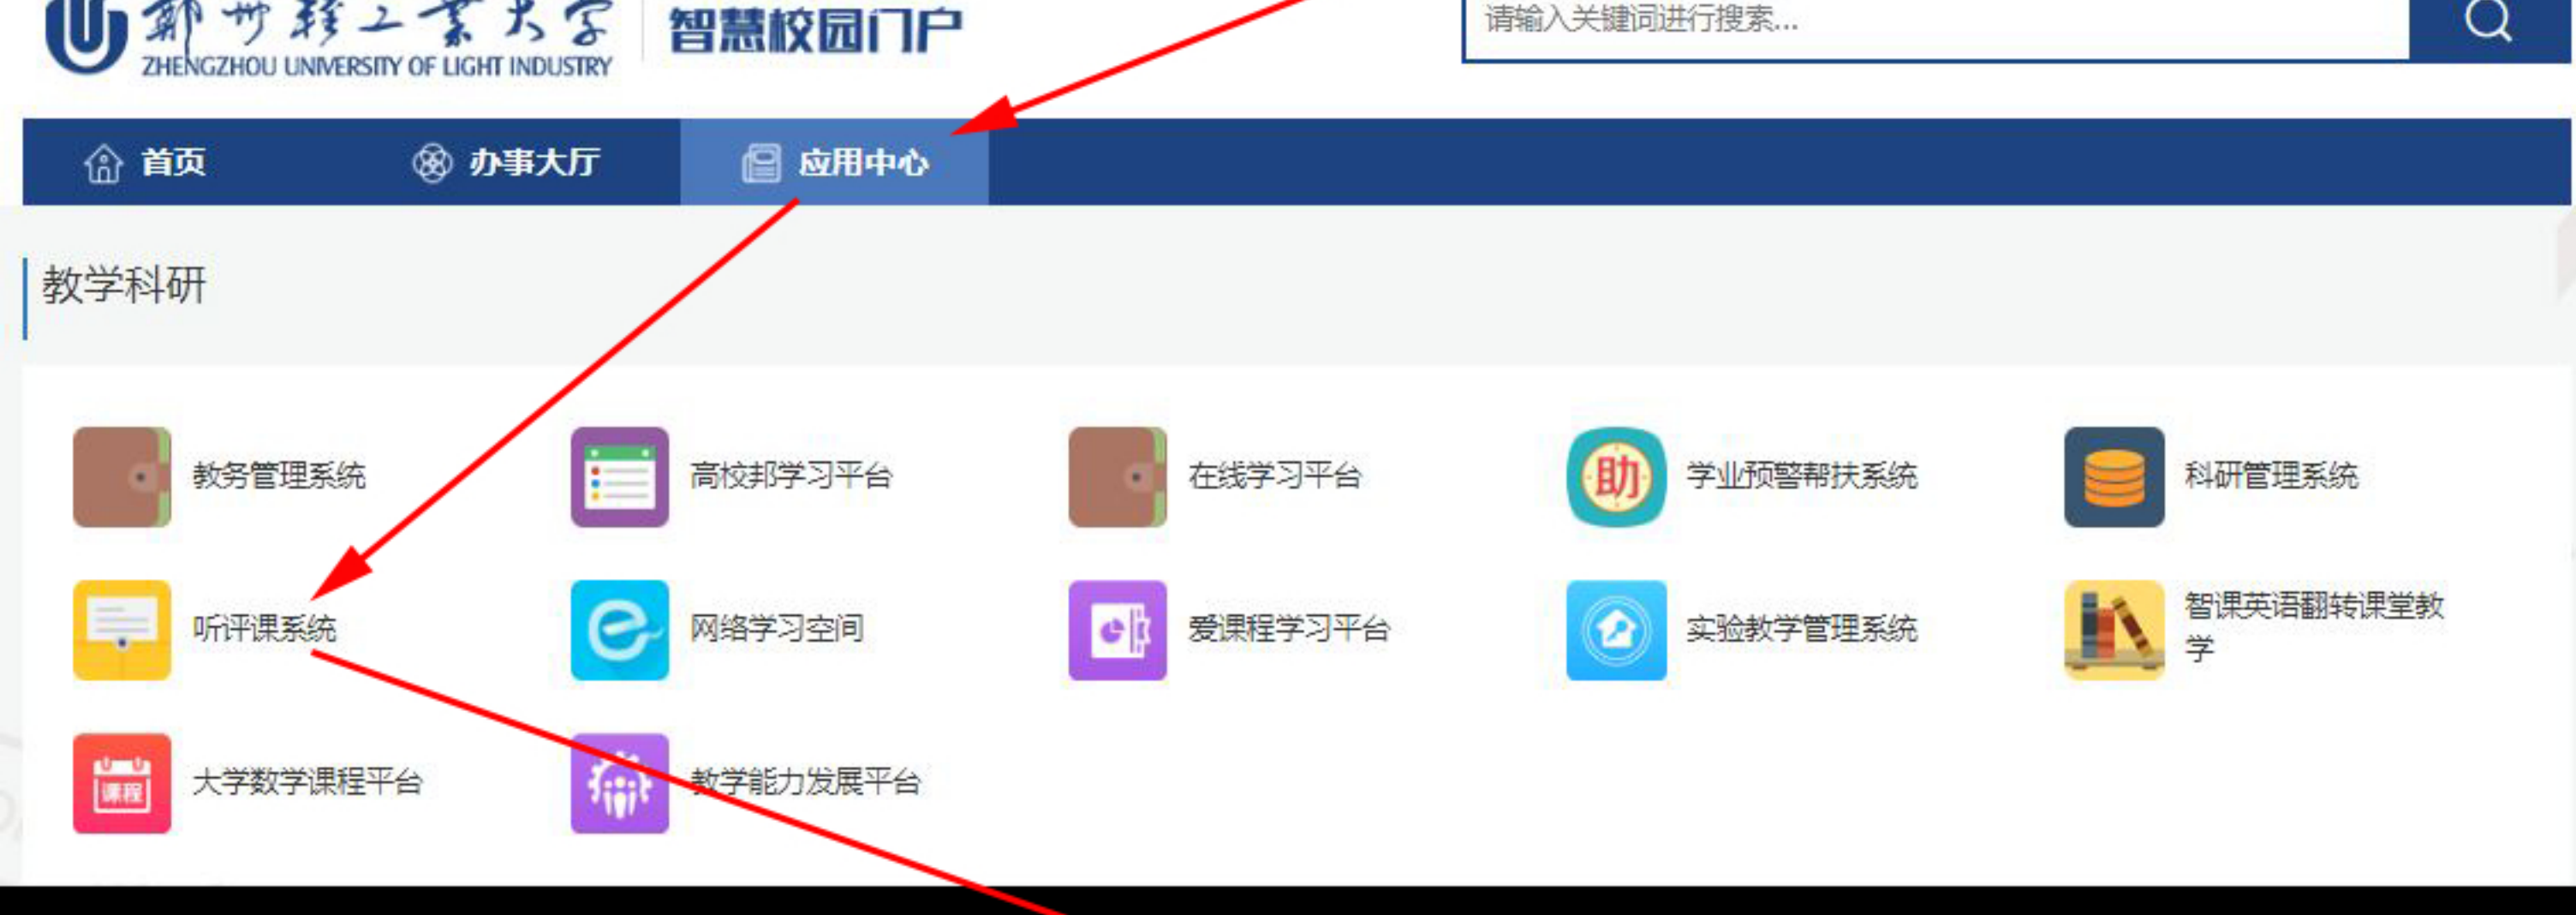 郑州轻工业大学
ZHENGZHOU UNIVERSITY OF LIGHT INDUSTRY
智慧校园门户
请输入关键词进行搜索...
首页
办事大厅
应用中心
教学科研
教务管理系统
高校邦学习平台
在线学习平台
助
学业预警帮扶系统
科研管理系统
听评课系统
网络学习空间
爱课程学习平台
实验教学管理系统
智课英语翻转课堂教
学
课程
大学数学课程平台
教学能力发展平台